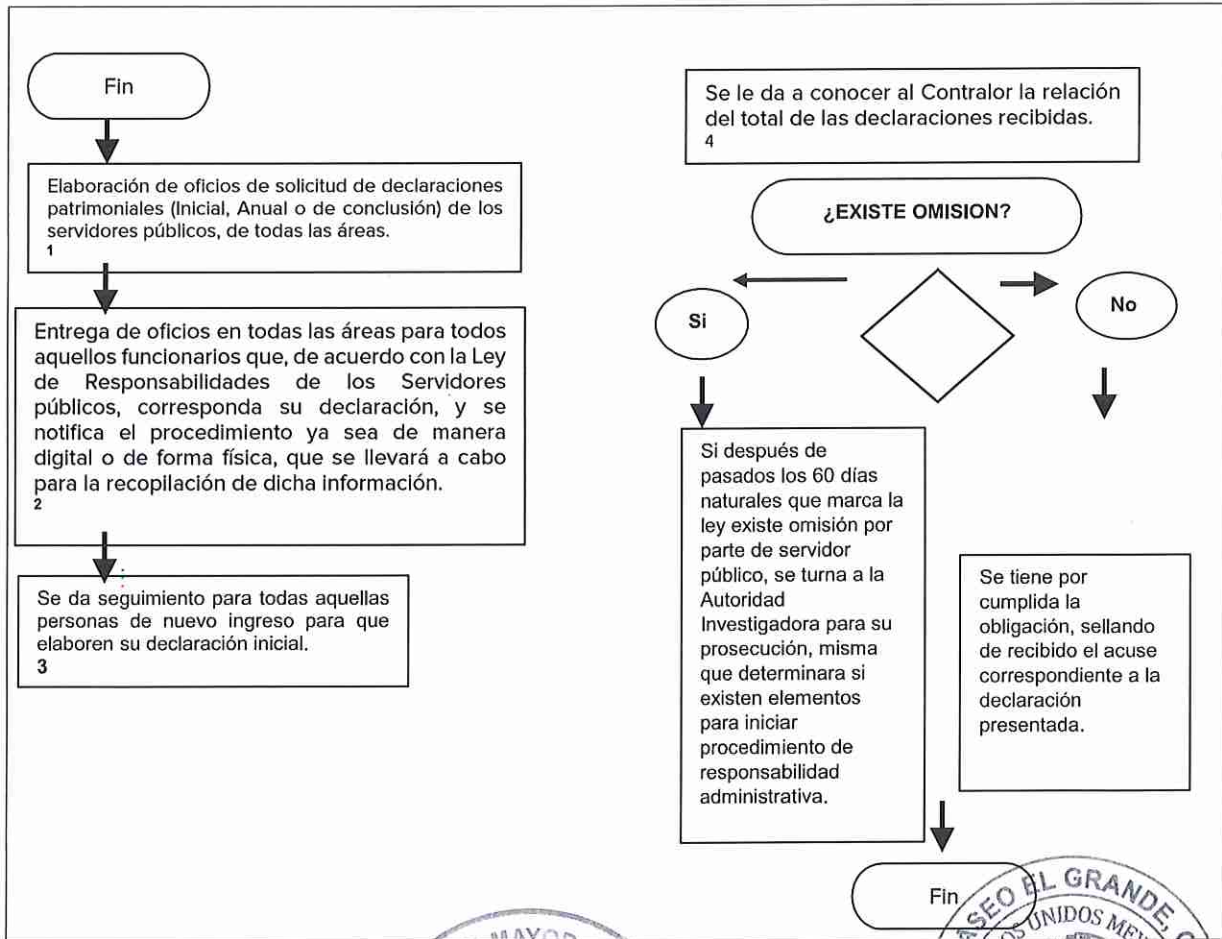 Fin
Elaboración de oficios de solicitud de declaraciones
patrimoniales (Inicial, Anual o de conclusión) de los
servidores públicos, de todas las áreas.
1
Entrega de oficios en todas las áreas para todos
aquellos funcionarios que, de acuerdo con la Ley
de Responsabilidades de los Servidores
públicos, corresponda su declaración, y se
notifica el procedimiento ya sea de manera
digital o de forma física, que se llevará a cabo
para la recopilación de dicha información.
2
Se da seguimiento para todas aquellas
personas de nuevo ingreso para que
elaboren su declaración inicial.
3
Se le da a conocer al Contralor la relación
del total de las declaraciones recibidas.
4
¿EXISTE OMISION?
Si
No
Si después de
pasados los 60 días
naturales que marca la
ley existe omisión por
parte de servidor
público, se turna a la
Autoridad
Investigadora para su
prosecución, misma
que determinara si
existen elementos
para iniciar
procedimiento de
responsabilidad
administrativa.
Se tiene por
cumplida la
obligación, sellando
de recibido el acuse
correspondiente a la
declaración
presentada.
Fin
EL GRANDE,
UNIDOS
MAYOR